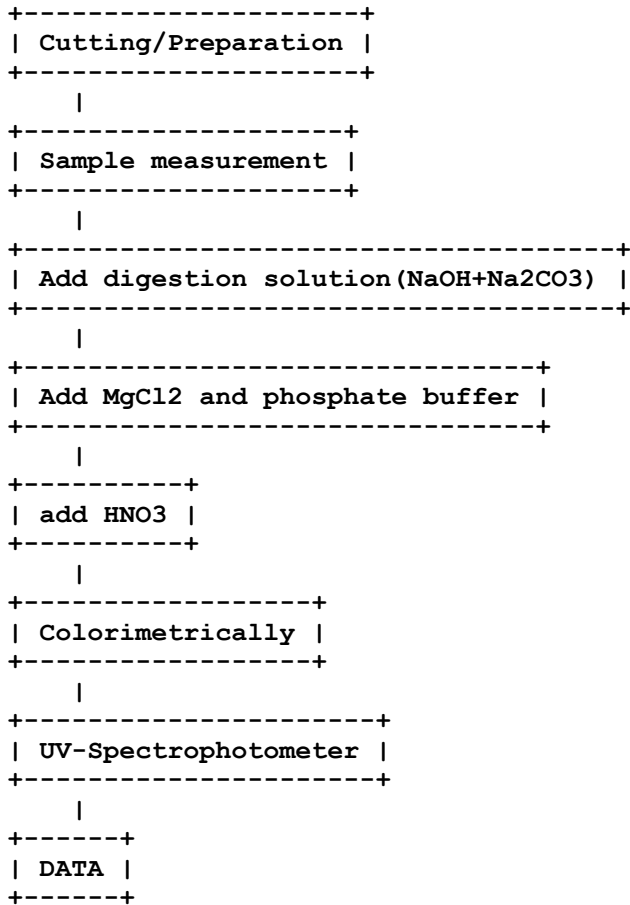 Cutting/Preparation
Sample measurement
Add digestion solution(NaOH+Na2CO3)
Add MgCl2 and phosphate buffer
add HNO3
Colorimetrically
UV-Spectrophotometer
DATA